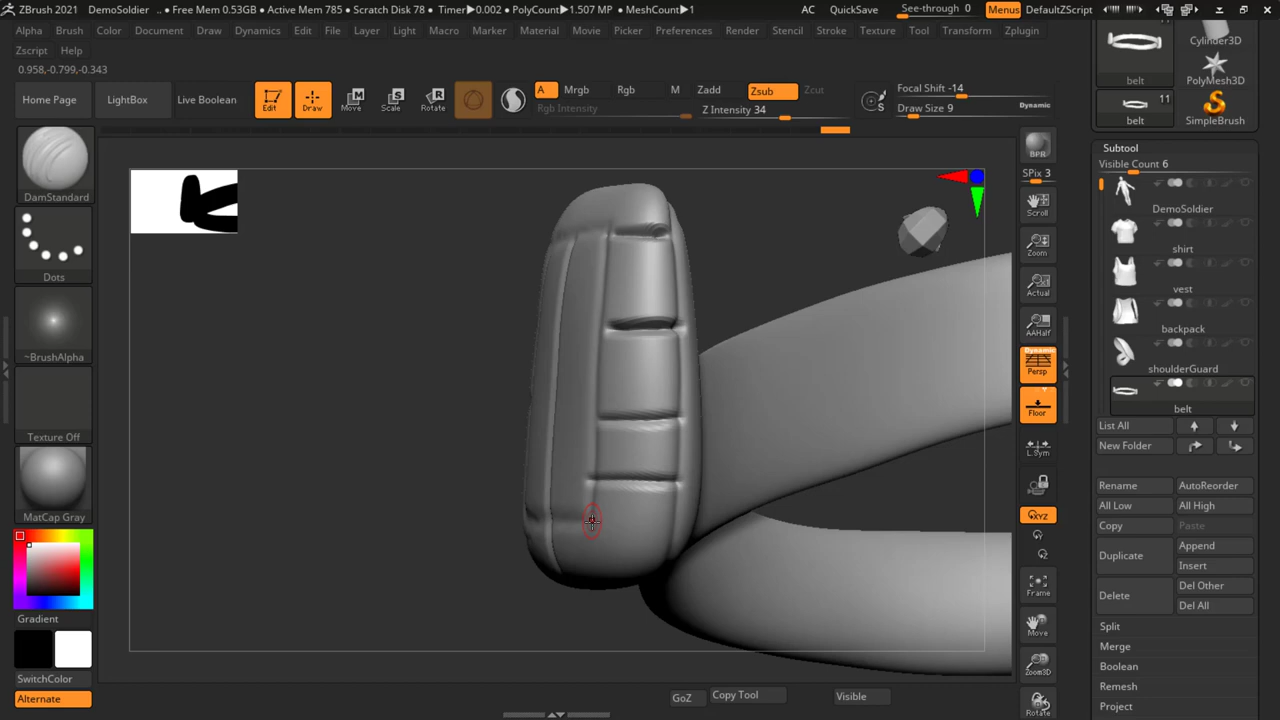 ZBrush 2021 DemoSoldier .. • Free Mem 0.53GB • Active Mem 785 • Scratch Disk 78 • Timer▶0.002 • PolyCount▶1.507 MP • MeshCount▶1 AC QuickSave See-through 0 Menus DefaultZScript
Alpha Brush Color Document Draw Dynamics Edit File Layer Light Macro Marker Material Movie Picker Preferences Render Stencil Stroke Texture Tool Transform Zplugin
Zscript Help
0.958,-0.799,-0.343
Home Page LightBox Live Boolean Edit Draw Move Scale Rotate A Mrgb Rgb M Zadd Zsub Zcut Focal Shift -14
Rgb Intensity Z Intensity 34 S Draw Size 9 Dynamic
DamStandard
Dots
~BrushAlpha
Texture Off
MatCap Gray
Gradient
SwitchColor
Alternate
BPR
SPix 3
Scroll
Zoom
Actual
AAHalf
Dynamic
Persp
Floor
L.Sym
XYZ
Frame
Move
Zoom3D
Rotate
Cylinder3D
belt PolyMesh3D
11
belt SimpleBrush
Subtool
Visible Count 6
DemoSoldier
shirt
vest
backpack
shoulderGuard
belt
List All
New Folder
Rename AutoReorder
All Low All High
Copy Paste
Duplicate Append
Insert
Delete Del Other
Del All
Split
Merge
Boolean
Remesh
Project
GoZ Copy Tool Visible